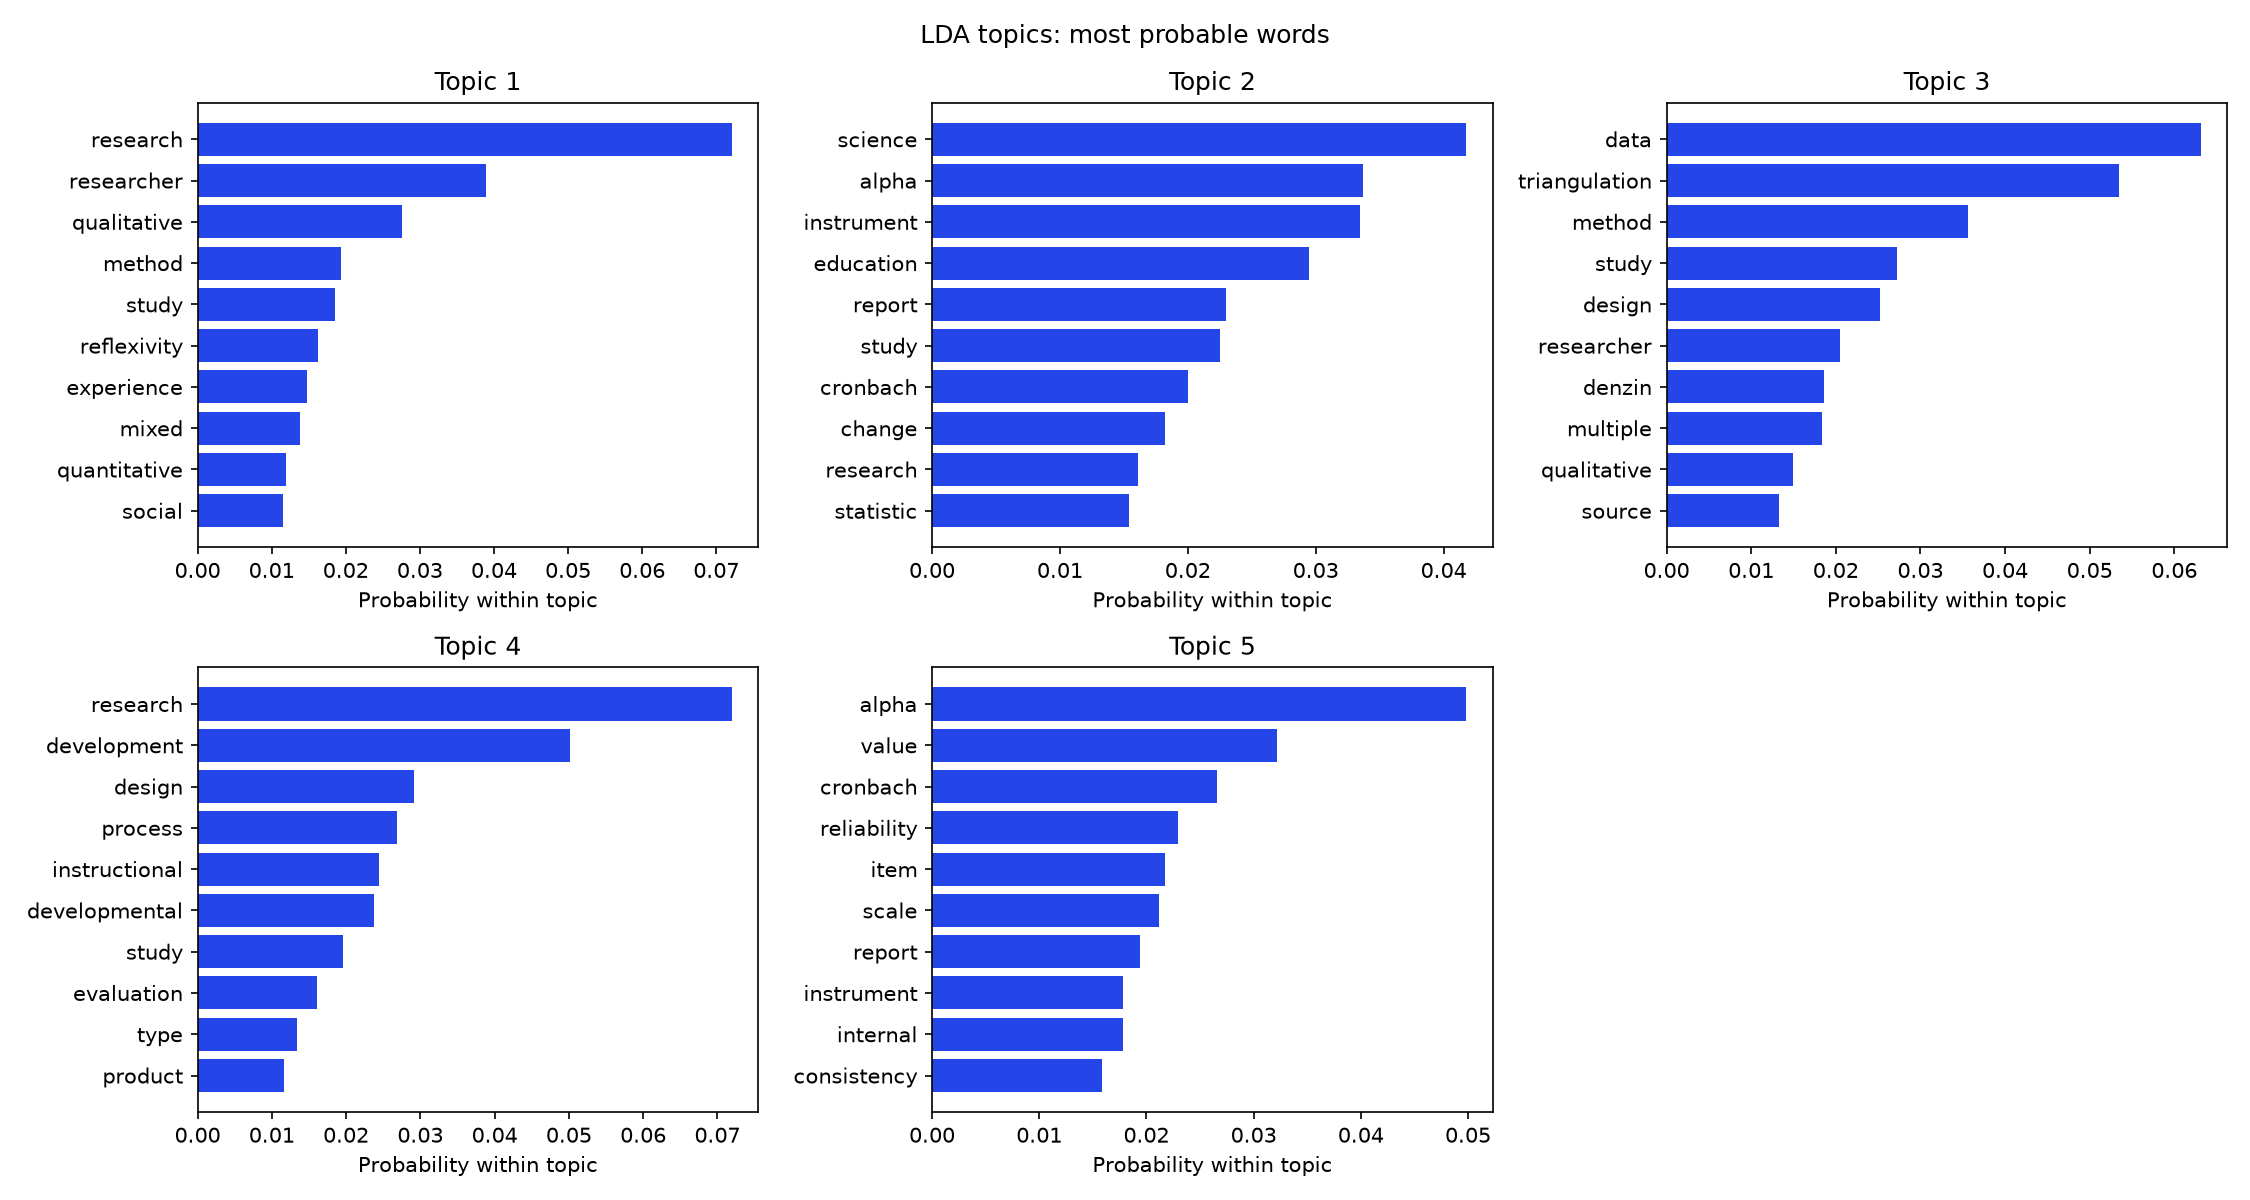 LDA topics: most probable words
Topic 1
research
researcher
qualitative
method
study
reflexivity
experience
mixed
quantitative
social
0.00 0.01 0.02 0.03 0.04 0.05 0.06 0.07
Probability within topic
Topic 2
science
alpha
instrument
education
report
study
cronbach
change
research
statistic
0.00 0.01 0.02 0.03 0.04
Probability within topic
Topic 3
data
triangulation
method
study
design
researcher
denzin
multiple
qualitative
source
0.00 0.01 0.02 0.03 0.04 0.05 0.06
Probability within topic
Topic 4
research
development
design
process
instructional
developmental
study
evaluation
type
product
0.00 0.01 0.02 0.03 0.04 0.05 0.06 0.07
Probability within topic
Topic 5
alpha
value
cronbach
reliability
item
scale
report
instrument
internal
consistency
0.00 0.01 0.02 0.03 0.04 0.05
Probability within topic